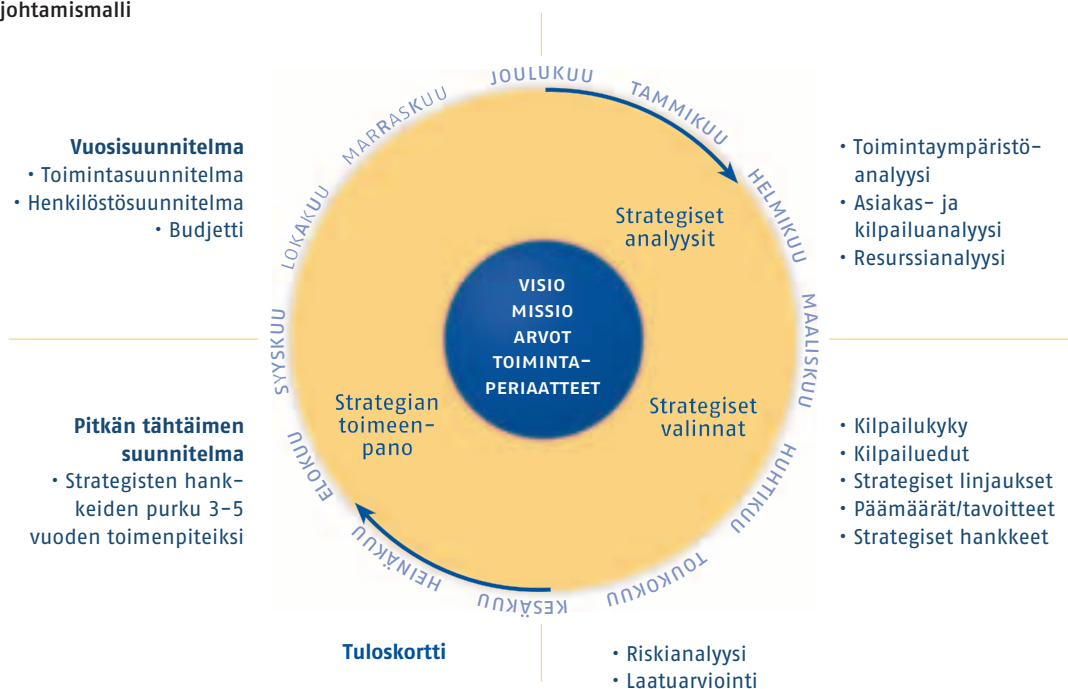 johtamismalli
JOULUKUU
TAMMIKUU
HELMIKUU
MAALISKUU
HUHTIKUU
TOUKOKUU
KESÄKUU
HEINÄKUU
ELOKUU
SYYSKUU
LOKAKUU
MARRASKUU
Vuosisuunnitelma
• Toimintasuunnitelma
• Henkilöstösuunnitelma
• Budjetti
• Toimintaympäristö-
analyysi
• Asiakas- ja
kilpailuanalyysi
• Resurssianalyysi
Strategiset
analyysit
VISIO
MISSIO
ARVOT
TOIMINTA-
PERIAATTEET
Strategian
toimeen-
pano
Strategiset
valinnat
Pitkän tähtäimen
suunnitelma
• Strategisten hank-
keiden purku 3-5
vuoden toimenpiteiksi
• Kilpailukyky
• Kilpailuedut
• Strategiset linjaukset
• Päämäärät/tavoitteet
• Strategiset hankkeet
Tuloskortti
• Riskianalyysi
• Laatuarviointi